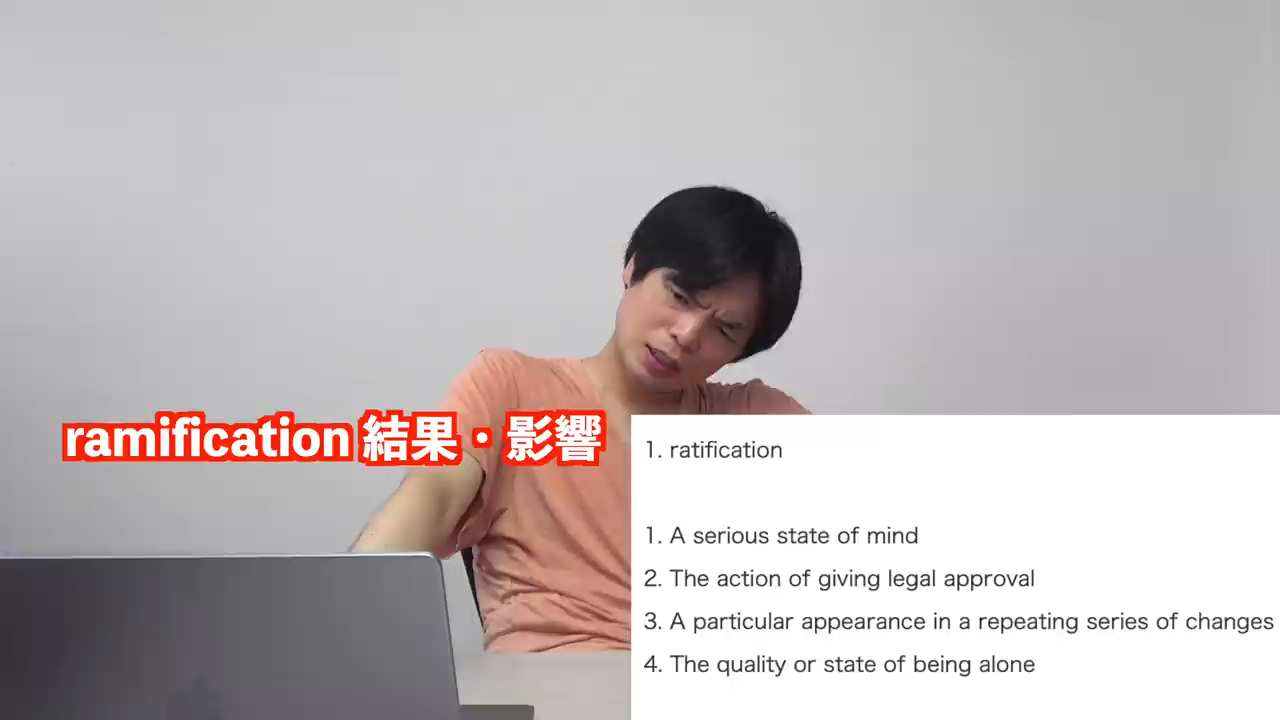 ramification 結果・影響
1. ratification
1. A serious state of mind
2. The action of giving legal approval
3. A particular appearance in a repeating series of changes
4. The quality or state of being alone